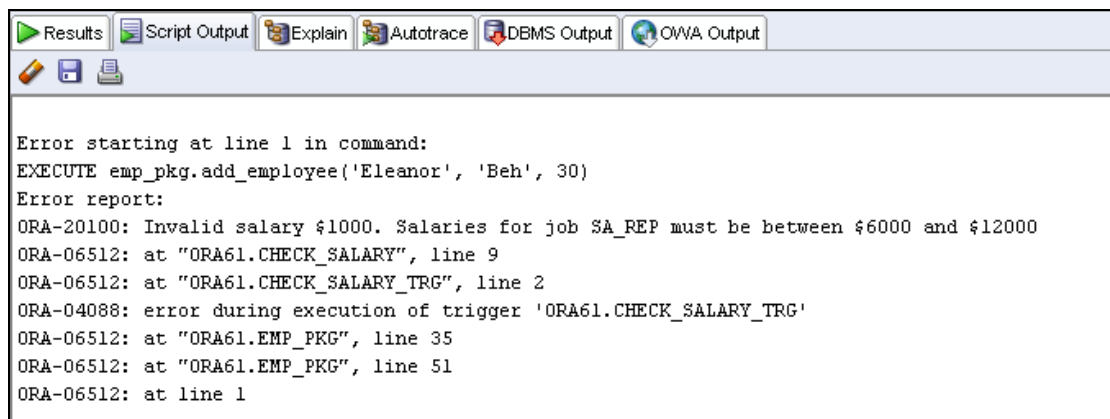 Results Script Output Explain Autotrace DBMS Output OWA Output
Error starting at line 1 in command:
EXECUTE emp_pkg.add_employee('Eleanor', 'Beh', 30)
Error report:
ORA-20100: Invalid salary $1000. Salaries for job SA_REP must be between $6000 and $12000
ORA-06512: at "ORA61.CHECK_SALARY", line 9
ORA-06512: at "ORA61.CHECK_SALARY_TRG", line 2
ORA-04088: error during execution of trigger 'ORA61.CHECK_SALARY_TRG'
ORA-06512: at "ORA61.EMP_PKG", line 35
ORA-06512: at "ORA61.EMP_PKG", line 51
ORA-06512: at line 1